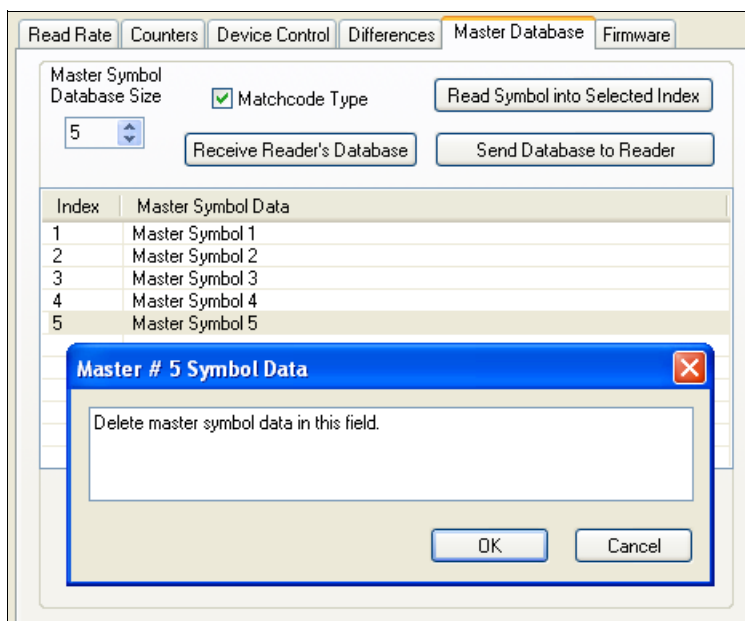 Read Rate Counters Device Control Differences Master Database Firmware
Master Symbol
Database Size
Matchcode Type
Read Symbol into Selected Index
5
Receive Reader's Database
Send Database to Reader
Index Master Symbol Data
1 Master Symbol 1
2 Master Symbol 2
3 Master Symbol 3
4 Master Symbol 4
5 Master Symbol 5
Master # 5 Symbol Data
Delete master symbol data in this field.
OK Cancel